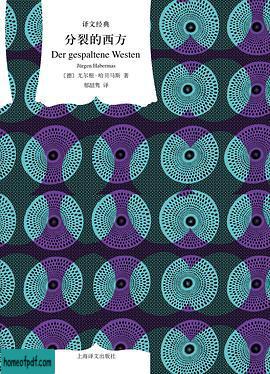 译文经典
分裂的西方
Der gespaltene Westen
Jürgen Habermas
［德］尤尔根·哈贝马斯 著
郁喆隽 译
上海译文出版社
homeofpdf.com